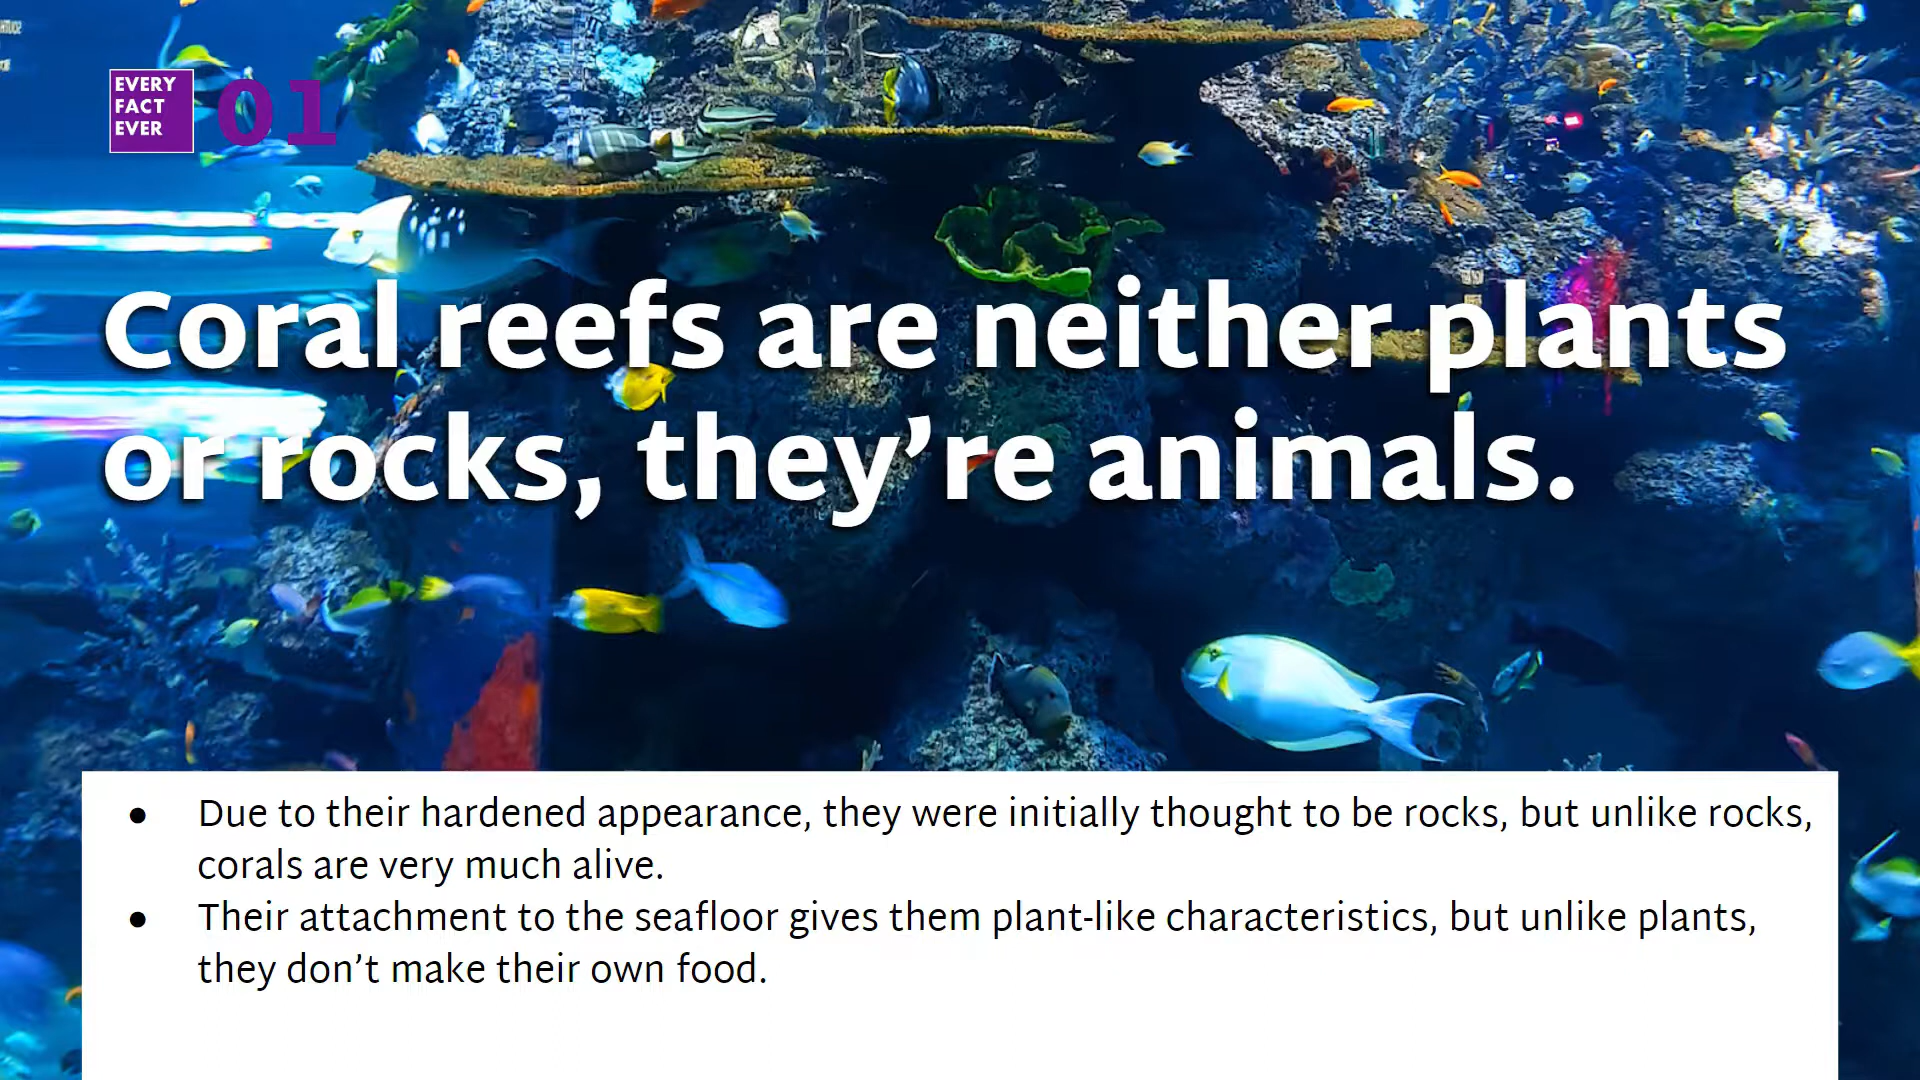 EVERY
FACT
EVER
01
Coral reefs are neither plants
or rocks, they’re animals.
● Due to their hardened appearance, they were initially thought to be rocks, but unlike rocks,
corals are very much alive.
● Their attachment to the seafloor gives them plant-like characteristics, but unlike plants,
they don’t make their own food.